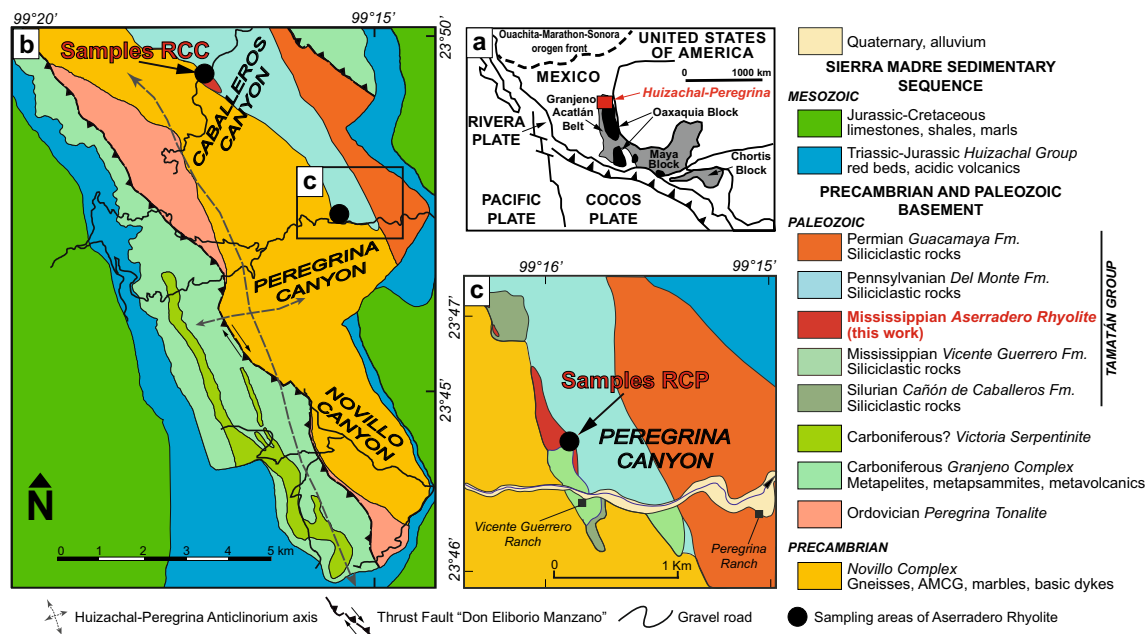 99°20'
99°15'
b
Samples RCC
23°50'
CABALLEROS
CANYON
c
PEREGRINA
CANYON
23°45'
NOVILLO
CANYON
N
0 1 2 3 4 5 km
a
Ouachita-Marathon-Sonora
orogen front
UNITED STATES
OF AMERICA
MEXICO
0 1000 km
Huizachal-Peregrina
Granjeno
Acatlán
Belt
Oaxaquia Block
RIVERA
PLATE
Maya
Block
Chortis
Block
PACIFIC
PLATE
COCOS
PLATE
99°16'
99°15'
c
23°47'
Samples RCP
PEREGRINA
CANYON
Vicente Guerrero
Ranch
Peregrina
Ranch
23°46'
0 1 Km
Quaternary, alluvium
SIERRA MADRE SEDIMENTARY
SEQUENCE
MESOZOIC
Jurassic-Cretaceous
limestones, shales, marls
Triassic-Jurassic Huizachal Group
red beds, acidic volcanics
PRECAMBRIAN AND PALEOZOIC
BASEMENT
PALEOZOIC
Permian Guacamaya Fm.
Siliciclastic rocks
Pennsylvanian Del Monte Fm.
Siliciclastic rocks
Mississippian Aserradero Rhyolite
(this work)
Mississippian Vicente Guerrero Fm.
Siliciclastic rocks
Silurian Cañón de Caballeros Fm.
Siliciclastic rocks
TAMATÁN GROUP
Carboniferous? Victoria Serpentinite
Carboniferous Granjeno Complex
Metapelites, metapsammites, metavolcanics
Ordovician Peregrina Tonalite
PRECAMBRIAN
Novillo Complex
Gneisses, AMCG, marbles, basic dykes
Huizachal-Peregrina Anticlinorium axis
Thrust Fault “Don Eliborio Manzano”
Gravel road
Sampling areas of Aserradero Rhyolite